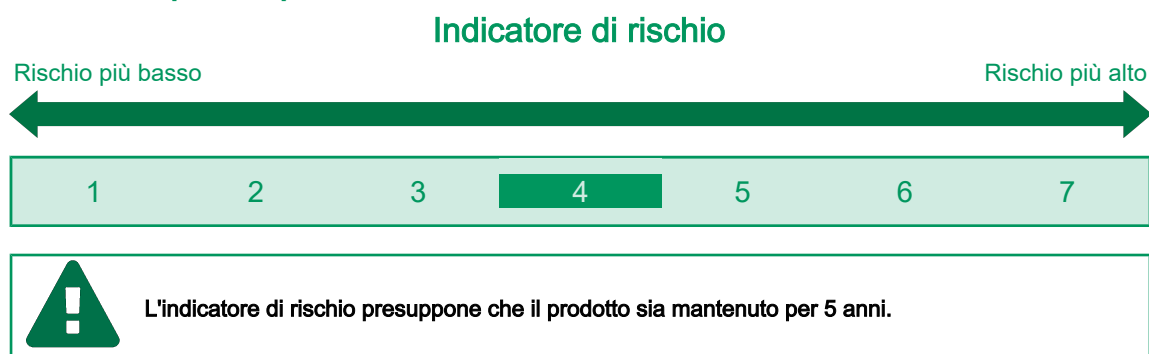 Indicatore di rischio
Rischio più basso
Rischio più alto
1 2 3 4 5 6 7
L'indicatore di rischio presuppone che il prodotto sia mantenuto per 5 anni.